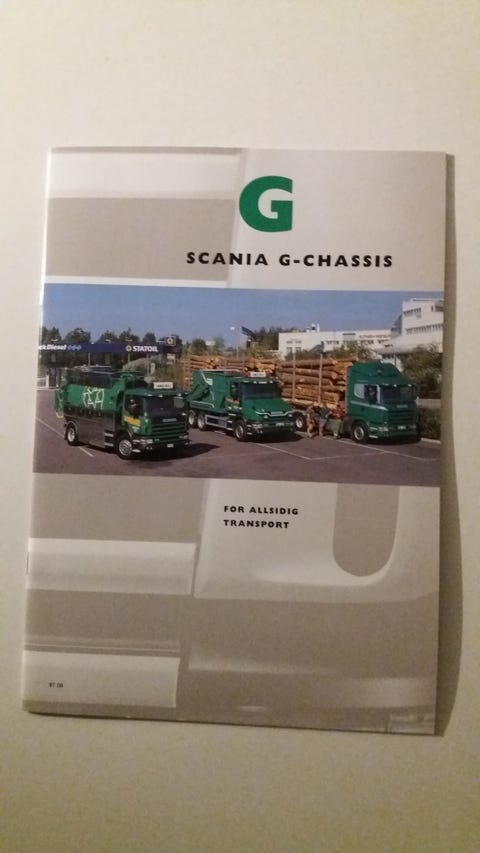 G
SCANIA G-CHASSIS
STATOIL
FOR ALLSIDIG
TRANSPORT